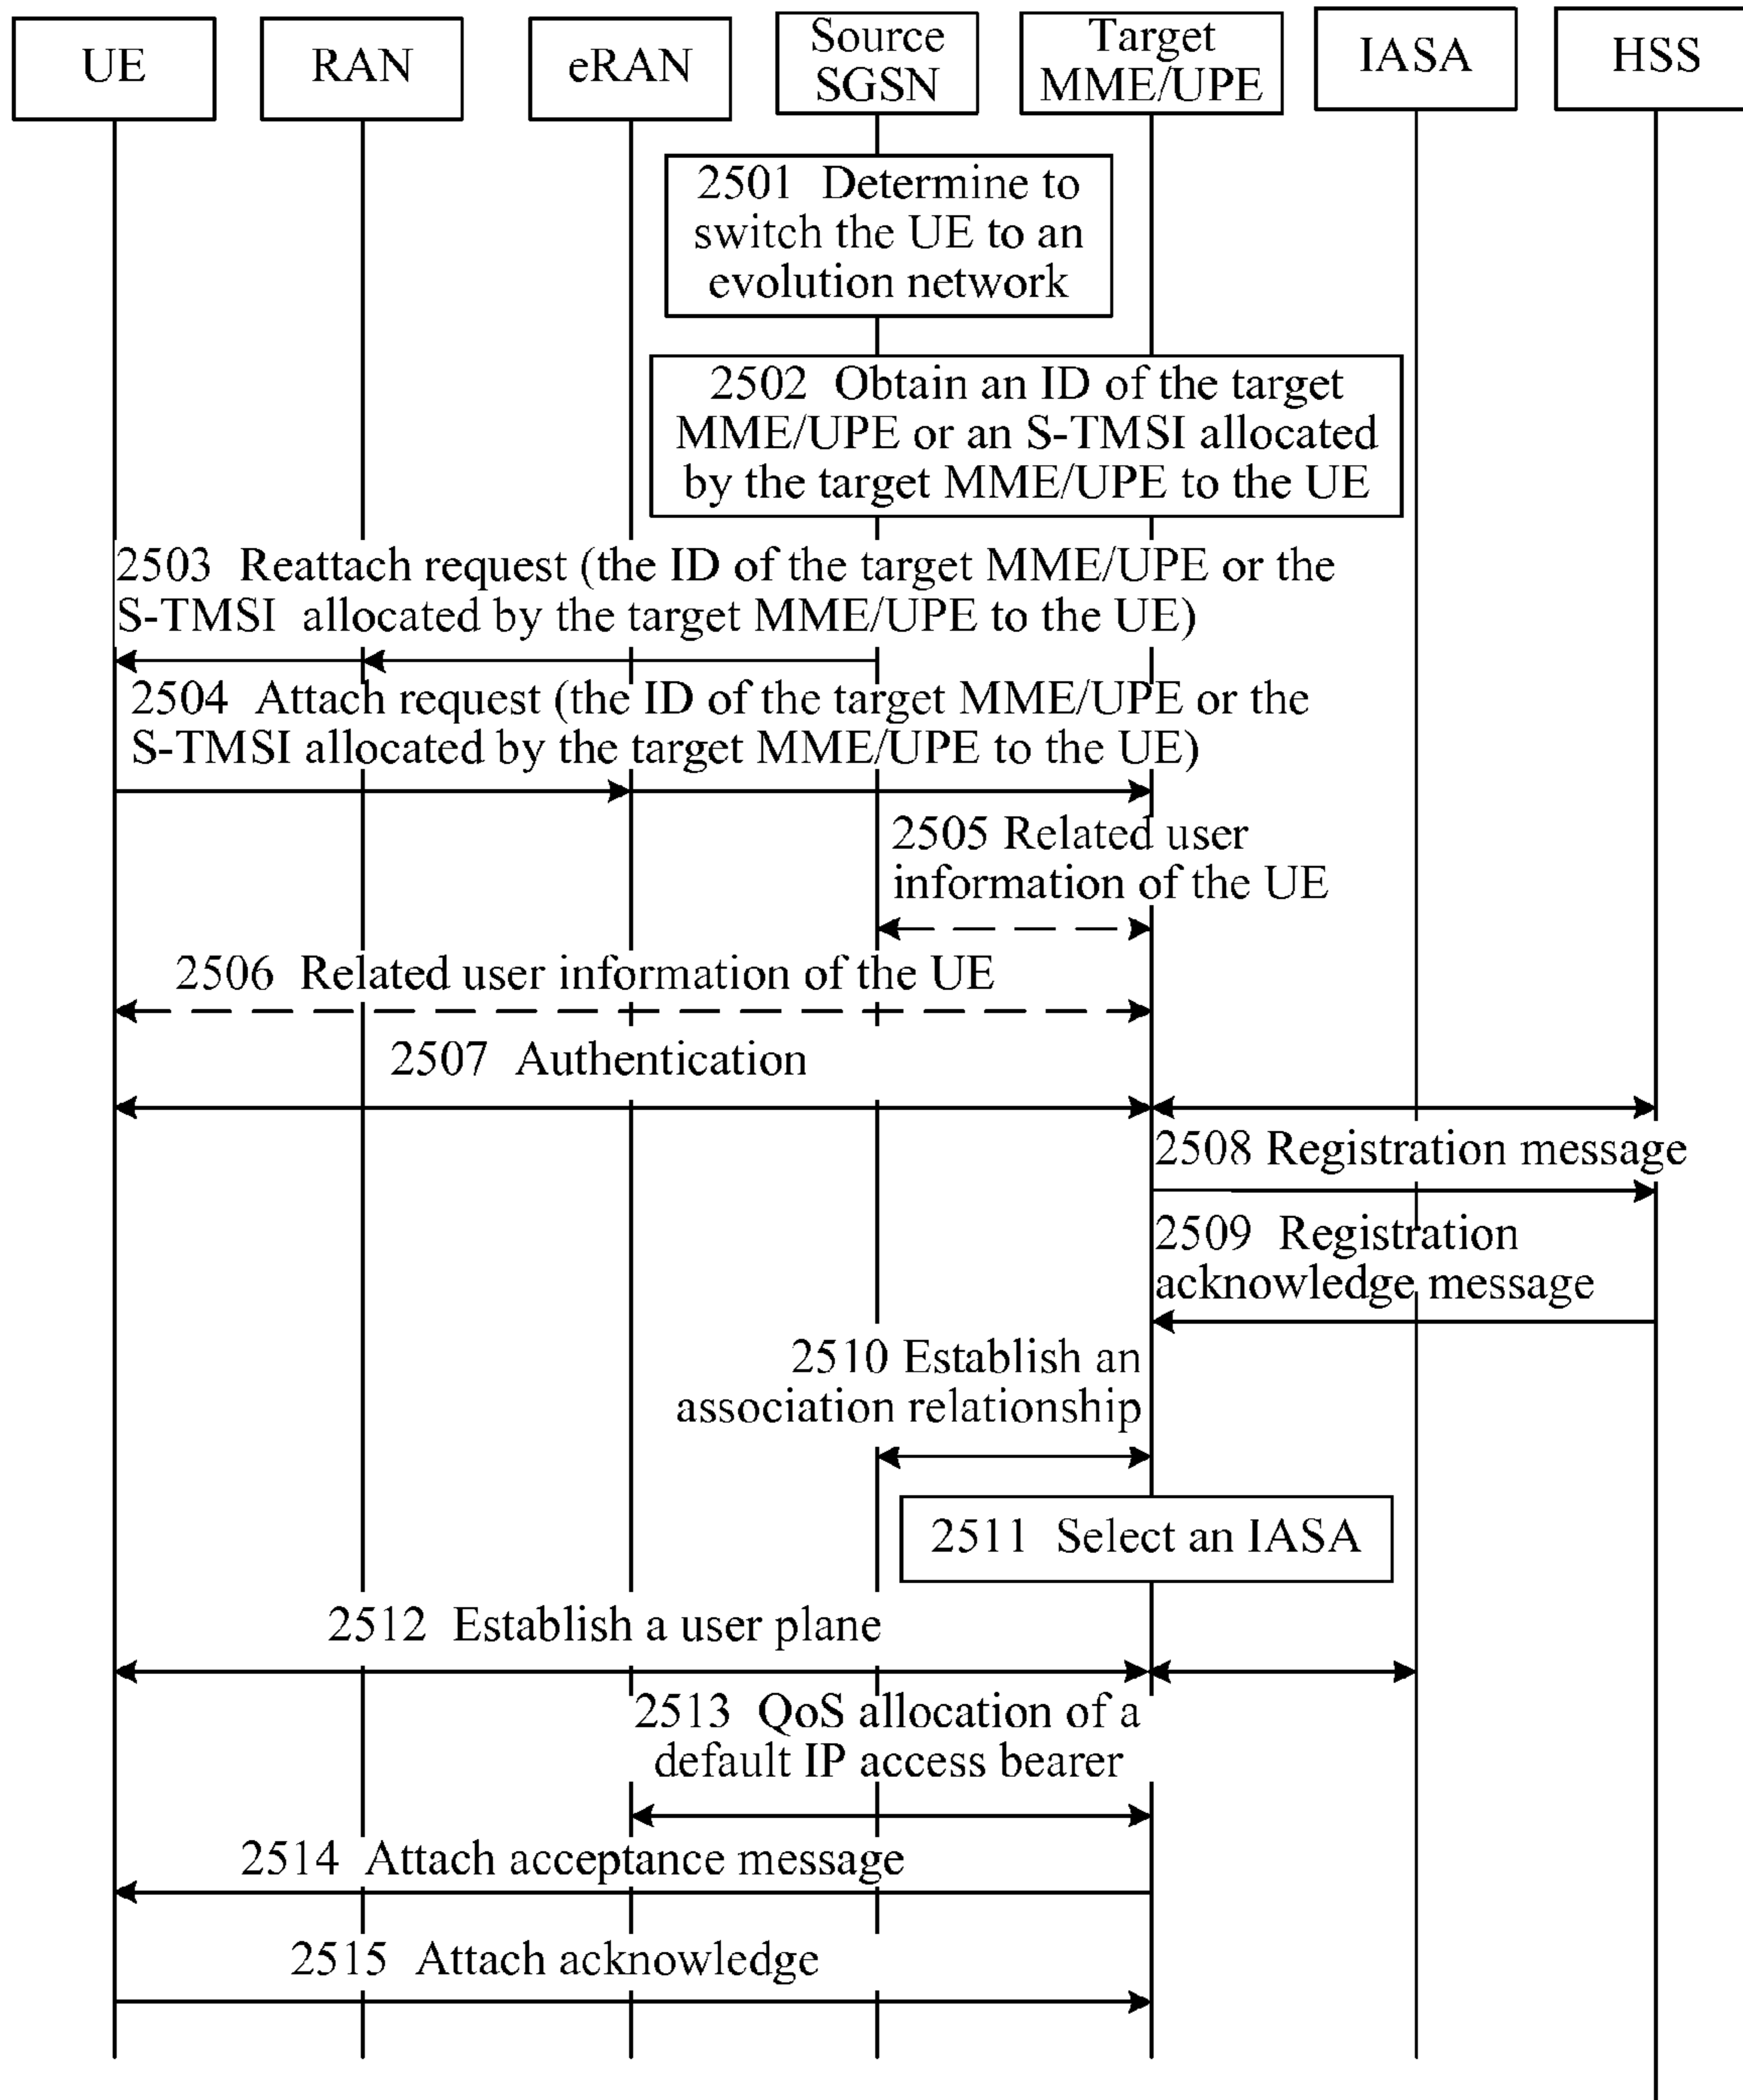 UE
RAN
eRAN
Source
SGSN
Target
MME/UPE
IASA
HSS
2501 Determine to
switch the UE to an
evolution network
2502 Obtain an ID of the target
MME/UPE or an S-TMSI allocated
by the target MME/UPE to the UE
2503 Reattach request (the ID of the target MME/UPE or the
S-TMSI allocated by the target MME/UPE to the UE)
2504 Attach request (the ID of the target MME/UPE or the
S-TMSI allocated by the target MME/UPE to the UE)
2505 Related user
information of the UE
2506 Related user information of the UE
2507 Authentication
2508 Registration message
2509 Registration
acknowledge message
2510 Establish an
association relationship
2511 Select an IASA
2512 Establish a user plane
2513 QoS allocation of a
default IP access bearer
2514 Attach acceptance message
2515 Attach acknowledge